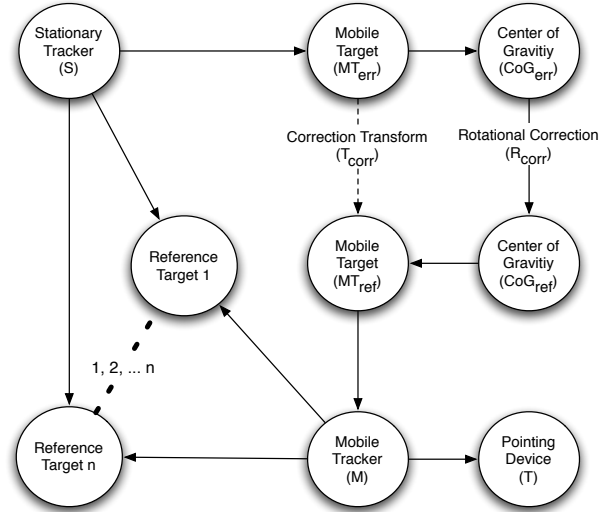 Stationary
Tracker
(S)
Mobile
Target
(MTerr)
Center of
Gravitiy
(CoGerr)
Correction Transform
(Tcorr)
Rotational Correction
(Rcorr)
Reference
Target 1
Mobile
Target
(MTref)
Center of
Gravitiy
(CoGref)
1, 2, ... n
Reference
Target n
Mobile
Tracker
(M)
Pointing
Device
(T)